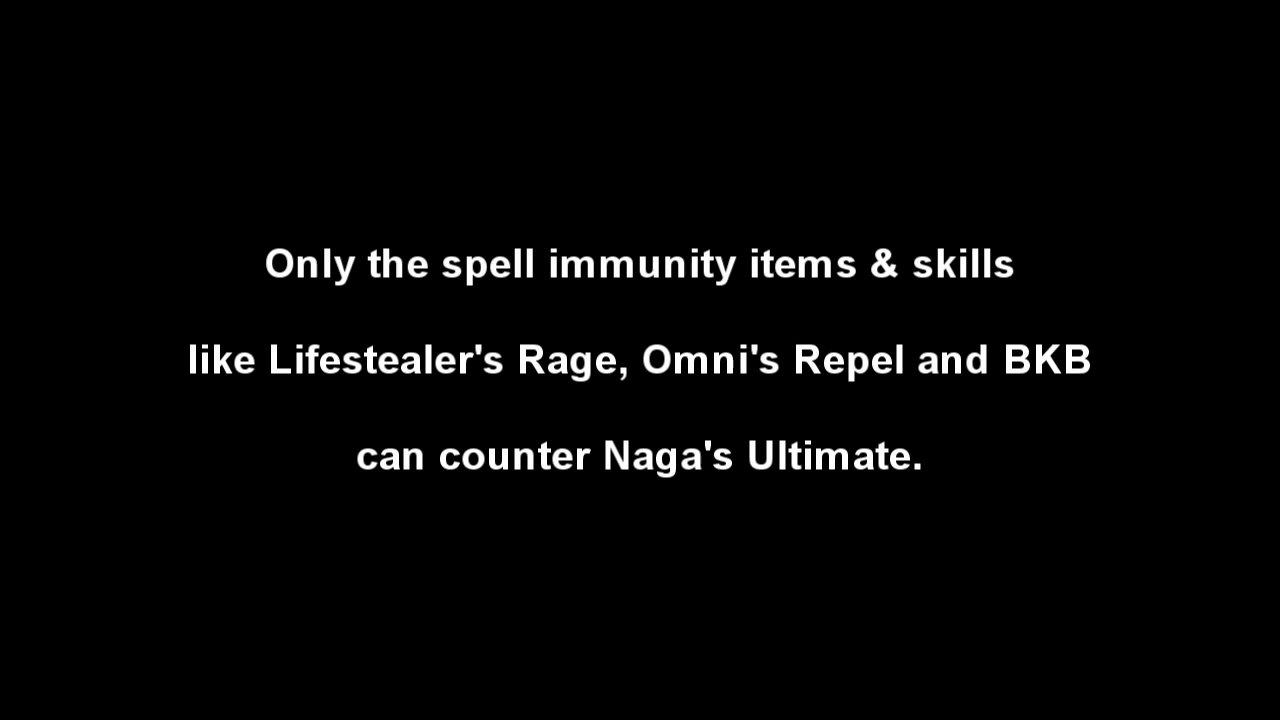 Only the spell immunity items & skills
like Lifestealer's Rage, Omni's Repel and BKB
can counter Naga's Ultimate.